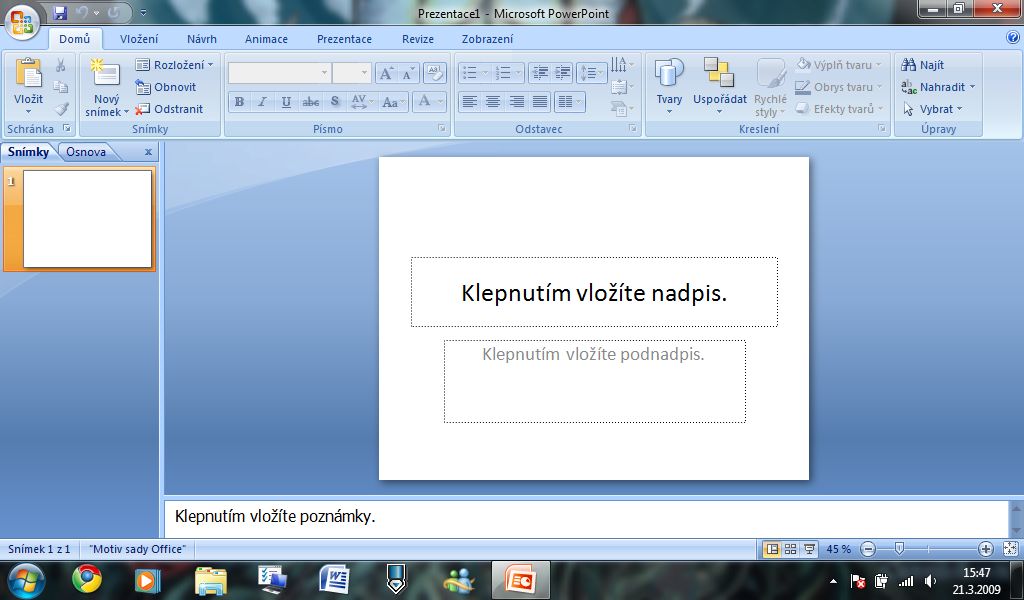 Prezentace1 - Microsoft PowerPoint
Domů Vložení Návrh Animace Prezentace Revize Zobrazení
Vložit
Schránka
Nový snímek
Rozložení
Obnovit
Odstranit
Snímky
B I U abc S AV Aa A
Písmo
Odstavec
Tvary
Uspořádat
Rychlé styly
Výplň tvaru
Obrys tvaru
Efekty tvarů
Kreslení
Najít
Nahradit
Vybrat
Úpravy
Snímky Osnova x
1
Klepnutím vložíte nadpis.
Klepnutím vložíte podnadpis.
Klepnutím vložíte poznámky.
Snímek 1 z 1 "Motiv sady Office" 45 %
15:47
21.3.2009